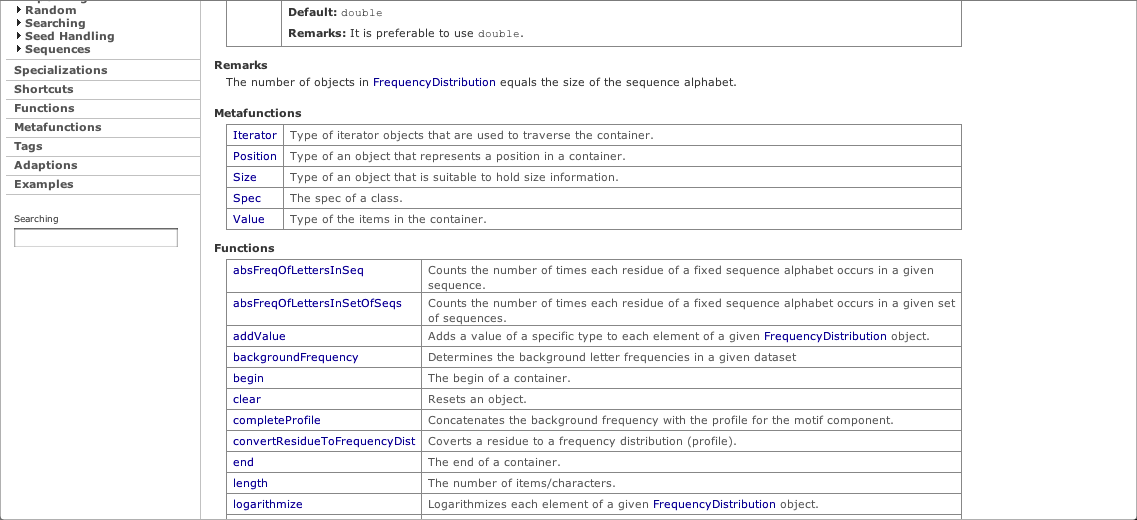 Random
Searching
Seed Handling
Sequences
Specializations
Shortcuts
Functions
Metafunctions
Tags
Adaptions
Examples
Searching
Default: double
Remarks: It is preferable to use double.
Remarks
The number of objects in FrequencyDistribution equals the size of the sequence alphabet.
Metafunctions
Iterator Type of iterator objects that are used to traverse the container.
Position Type of an object that represents a position in a container.
Size Type of an object that is suitable to hold size information.
Spec The spec of a class.
Value Type of the items in the container.
Functions
absFreqOfLettersInSeq Counts the number of times each residue of a fixed sequence alphabet occurs in a given
sequence.
absFreqOfLettersInSetOfSeqs Counts the number of times each residue of a fixed sequence alphabet occurs in a given set
of sequences.
addValue Adds a value of a specific type to each element of a given FrequencyDistribution object.
backgroundFrequency Determines the background letter frequencies in a given dataset
begin The begin of a container.
clear Resets an object.
completeProfile Concatenates the background frequency with the profile for the motif component.
convertResidueToFrequencyDist Coverts a residue to a frequency distribution (profile).
end The end of a container.
length The number of items/characters.
logarithmize Logarithmizes each element of a given FrequencyDistribution object.